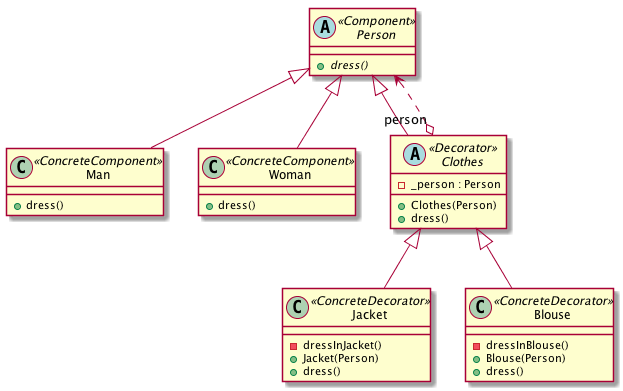 A «Component»
Person
dress()
person
C «ConcreteComponent»
Man
dress()
C «ConcreteComponent»
Woman
dress()
A «Decorator»
Clothes
_person : Person
Clothes(Person)
dress()
C «ConcreteDecorator»
Jacket
dressInJacket()
Jacket(Person)
dress()
C «ConcreteDecorator»
Blouse
dressInBlouse()
Blouse(Person)
dress()